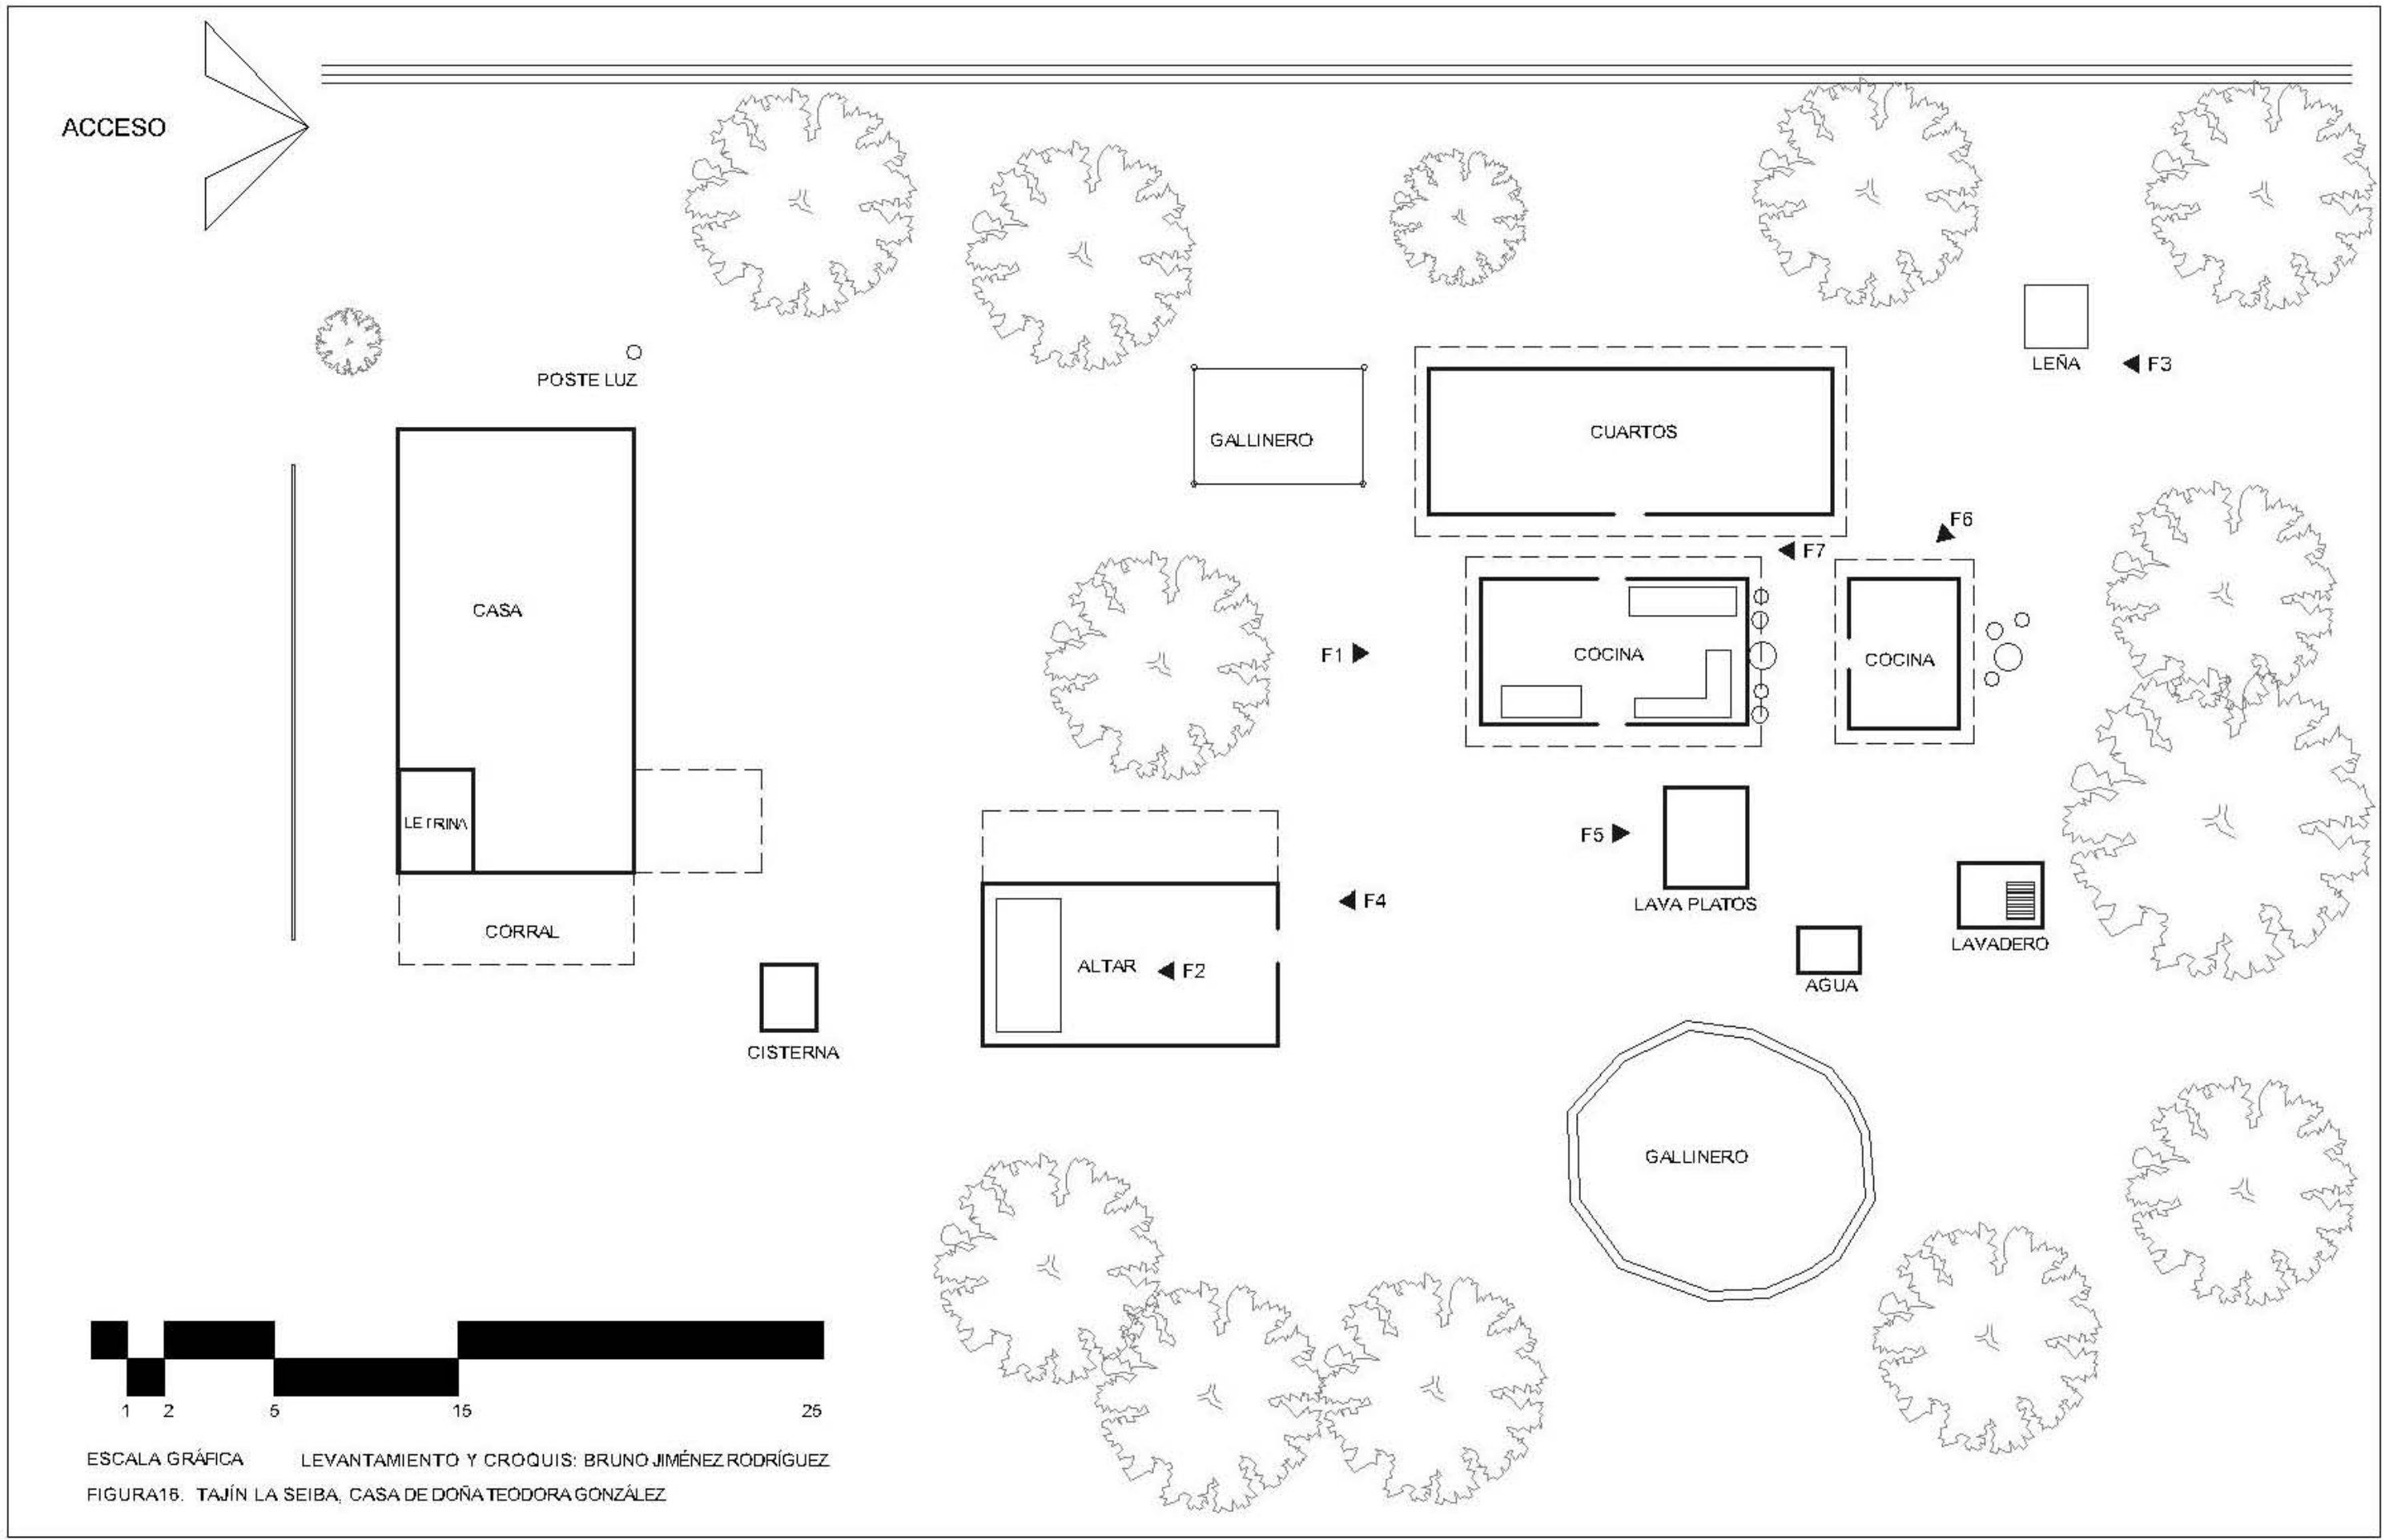 ACCESO
POSTE LUZ
LEÑA
F3
GALLINERO
CUARTOS
F6
F7
CASA
F1
COCINA
COCINA
LETRINA
F5
F4
LAVA PLATOS
CORRAL
LAVADERO
ALTAR
F2
AGUA
CISTERNA
GALLINERO
1 2 5 15 25
ESCALA GRÁFICA LEVANTAMIENTO Y CROQUIS: BRUNO JIMÉNEZ RODRÍGUEZ
FIGURA16. TAJÍN LA SEIBA, CASA DE DOÑA TEODORA GONZÁLEZ